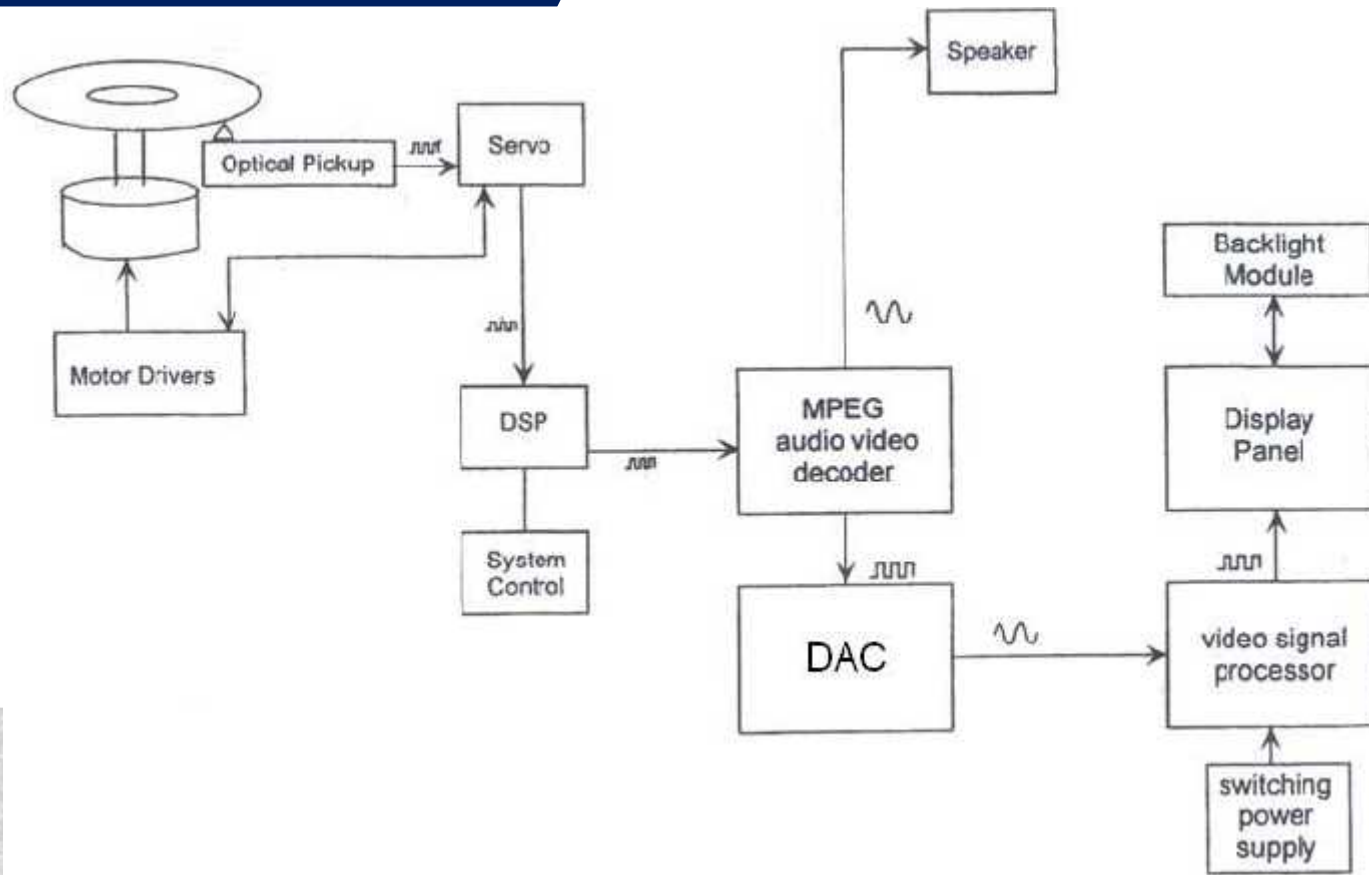 Speaker
Servo
Optical Pickup
Motor Drivers
DSP
System
Control
MPEG
audio video
decoder
DAC
Backlight
Module
Display
Panel
video signal
processor
switching
power
supply